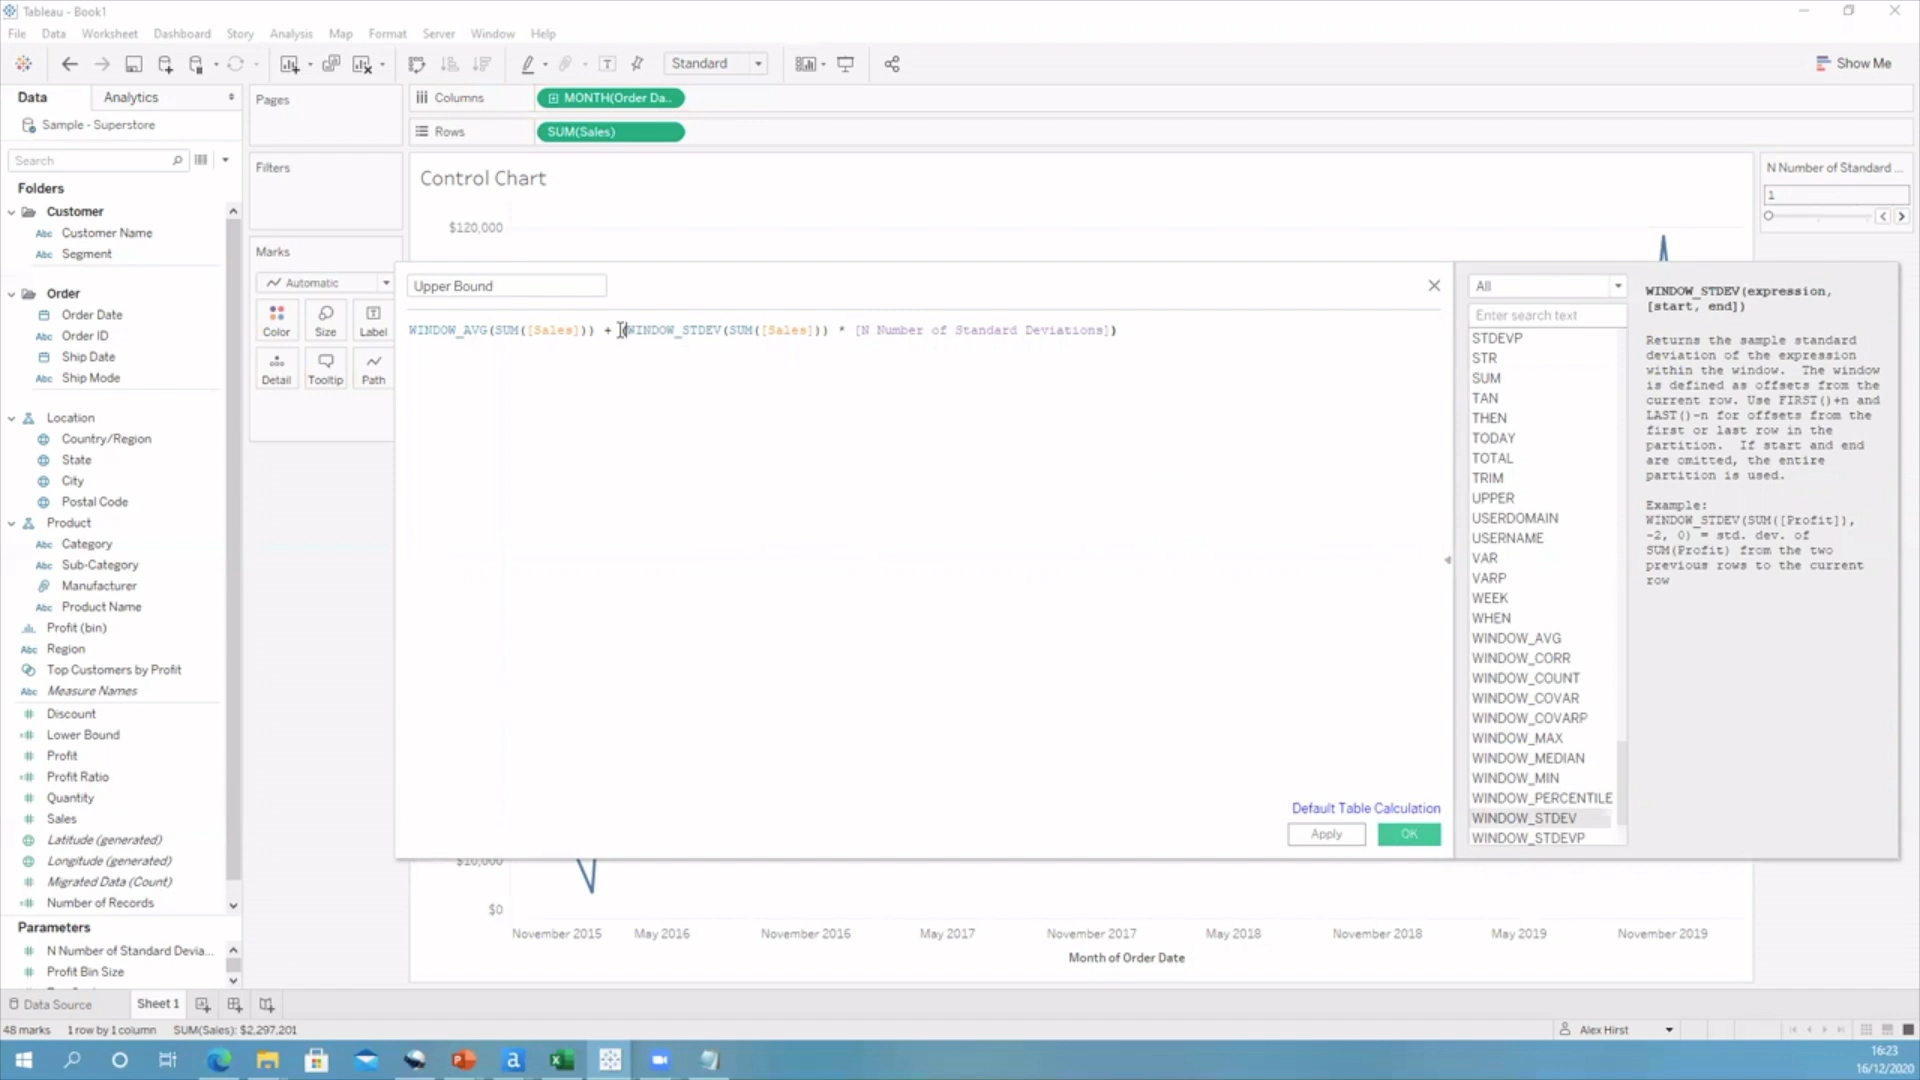 Tableau - Book1
File Data Worksheet Dashboard Story Analysis Map Format Server Window Help
Standard
Show Me
Data
Analytics
Sample - Superstore
Search
Folders
Customer
Abc Customer Name
Abc Segment
Order
Order Date
Abc Order ID
Ship Date
Abc Ship Mode
Location
Country/Region
State
City
Postal Code
Product
Abc Category
Abc Sub-Category
Manufacturer
Abc Product Name
Profit (bin)
Abc Region
Top Customers by Profit
Abc Measure Names
Discount
Lower Bound
Profit
Profit Ratio
Quantity
Sales
Latitude (generated)
Longitude (generated)
Migrated Data (Count)
Number of Records
Parameters
N Number of Standard Devia...
Profit Bin Size
Pages
Filters
Marks
Automatic
Color Size Label
Detail Tooltip Path
Columns
MONTH(Order Da..
Rows
SUM(Sales)
Control Chart
$120,000
N Number of Standard ...
1
Upper Bound
WINDOW_AVG(SUM([Sales])) + (WINDOW_STDEV(SUM([Sales])) * [N Number of Standard Deviations])
Default Table Calculation
Apply
OK
All
Enter search text
STDEVP
STR
SUM
TAN
THEN
TODAY
TOTAL
TRIM
UPPER
USERDOMAIN
USERNAME
VAR
VARP
WEEK
WHEN
WINDOW_AVG
WINDOW_CORR
WINDOW_COUNT
WINDOW_COVAR
WINDOW_COVARP
WINDOW_MAX
WINDOW_MEDIAN
WINDOW_MIN
WINDOW_PERCENTILE
WINDOW_STDEV
WINDOW_STDEVP
WINDOW_STDEV(expression,
[start, end])
Returns the sample standard
deviation of the expression
within the window. The window
is defined as offsets from the
current row. Use FIRST()+n and
LAST()-n for offsets from the
first or last row in the
partition. If start and end
are omitted, the entire
partition is used.
Example:
WINDOW_STDEV(SUM([Profit]),
-2, 0) = std. dev. of
SUM(Profit) from the two
previous rows to the current
row
$10,000
$0
November 2015 May 2016 November 2016 May 2017 November 2017 May 2018 November 2018 May 2019 November 2019
Month of Order Date
Data Source
Sheet 1
48 marks 1 row by 1 column SUM(Sales): $2,297,201
Alex Hirst
16:23
16/12/2020